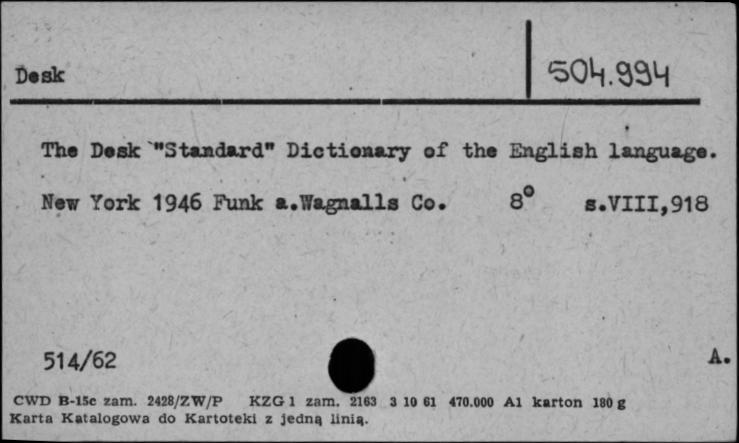 Desk
504.994
The Desk "Standard" Dictionary of the English language.
New York 1946 Funk a.Wagnalls Co. 8° s.VIII,918
514/62
A.
CWD B-15c zam. 2428/ZW/P KZG 1 zam. 2163 3 10 61 470.000 A1 karton 180 g
Karta Katalogowa do Kartoteki z jedną linią.